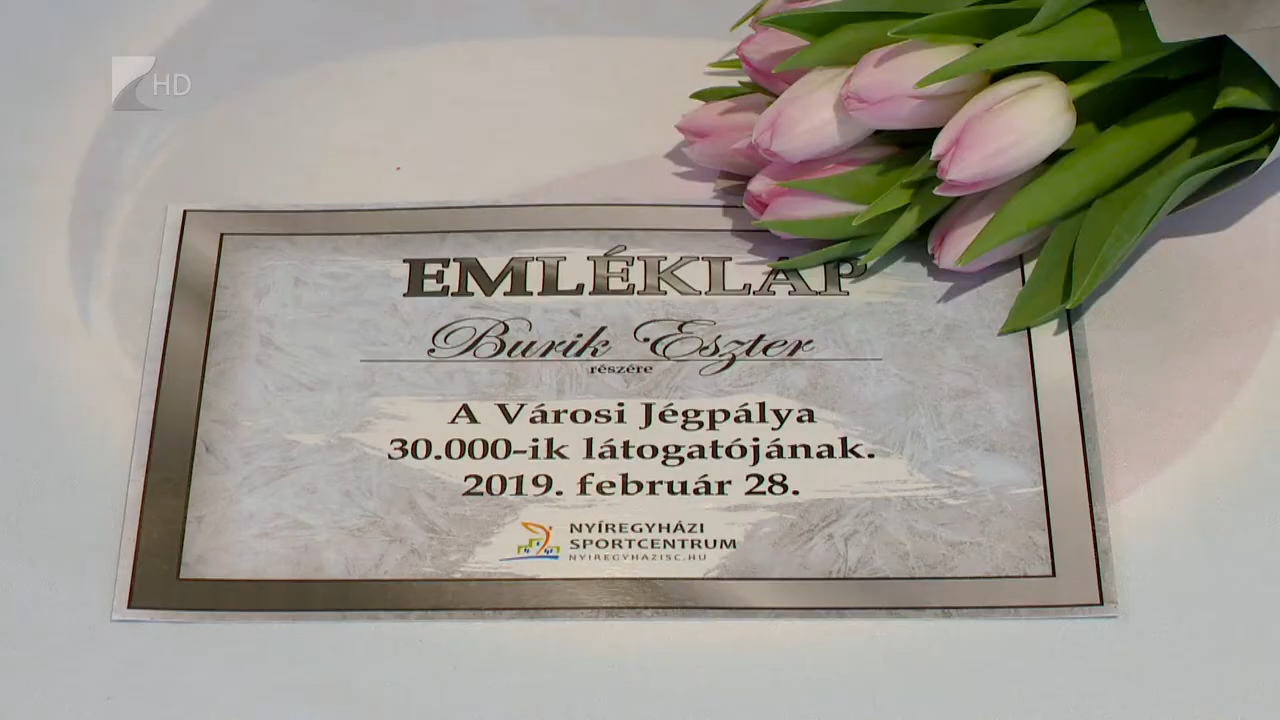 HD
EMLÉKLAP
Burik Eszter
részére
A Városi Jégpálya
30.000-ik látogatójának.
2019. február 28.
NYÍREGYHÁZI
SPORTCENTRUM
NYIREGYHAZISC.HU